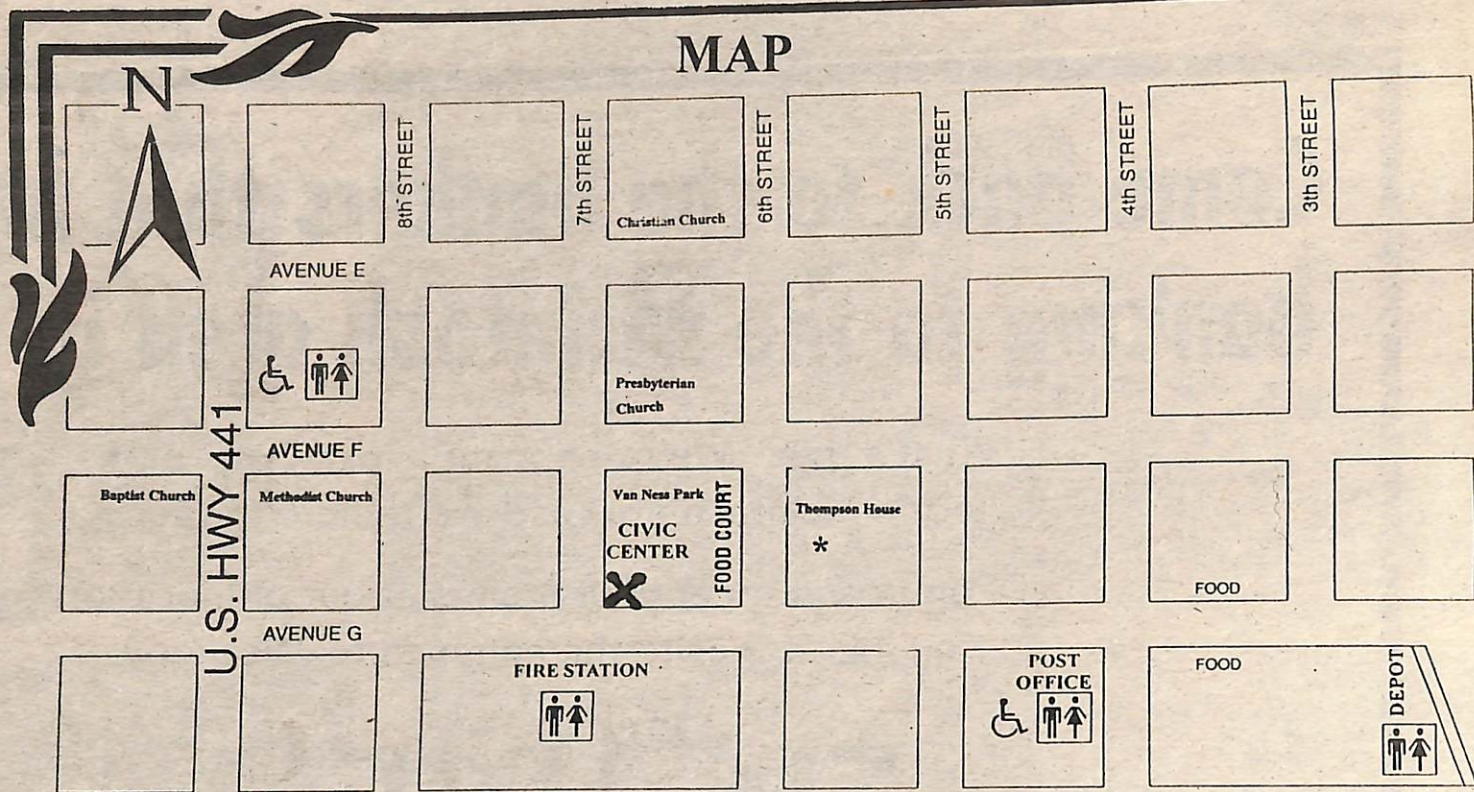 MAP
N
8th STREET
7th STREET
Christian Church
6th STREET
5th STREET
4th STREET
3th STREET
AVENUE E
Presbyterian
Church
U.S. HWY 441
AVENUE F
Baptist Church
Methodist Church
Van Ness Park
CIVIC
CENTER
FOOD COURT
Thompson House
*
FOOD
AVENUE G
FIRE STATION
POST
OFFICE
FOOD
DEPOT